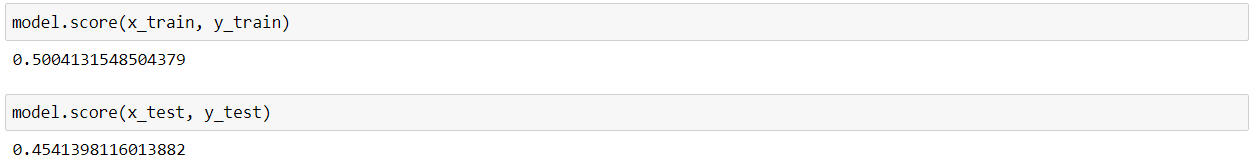 model.score(x_train, y_train)
0.5004131548504379
model.score(x_test, y_test)
0.4541398116013882